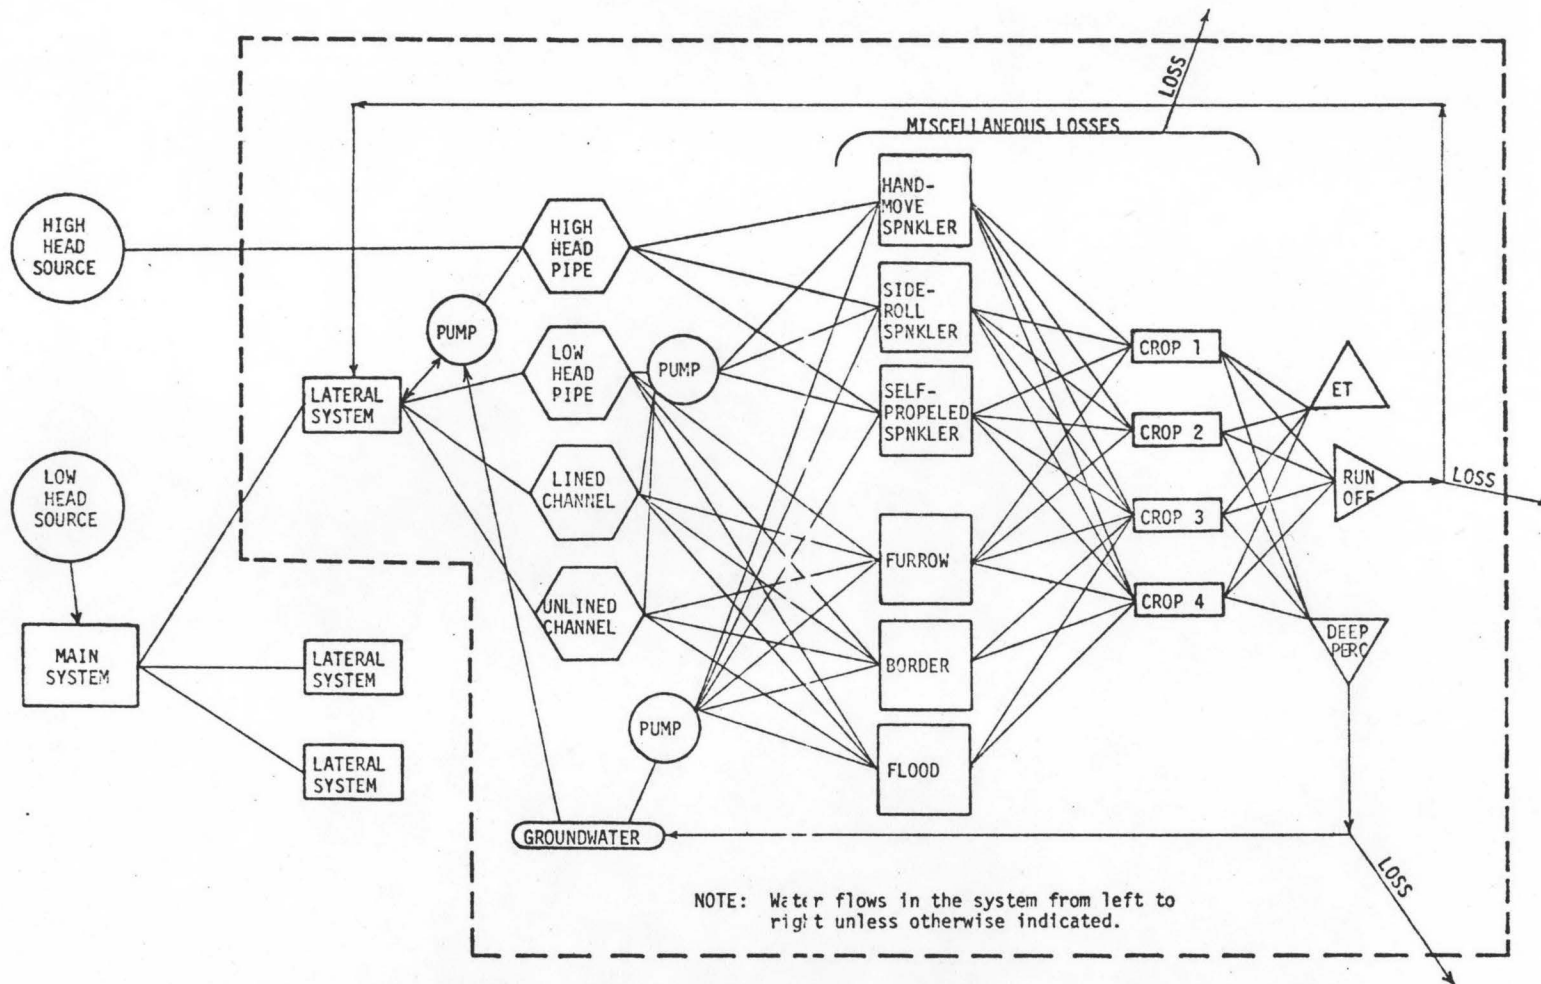 LOSS
MISCELLANEOUS LOSSES
HIGH
HEAD
SOURCE
HIGH
HEAD
PIPE
HAND-
MOVE
SPNKLER
PUMP
SIDE-
ROLL
SPNKLER
LOW
HEAD
PIPE
PUMP
CROP 1
ET
LATERAL
SYSTEM
SELF-
PROPELED
SPNKLER
CROP 2
LOW
HEAD
SOURCE
LINED
CHANNEL
CROP 3
RUN
OFF
LOSS
FURROW
UNLINED
CHANNEL
CROP 4
MAIN
SYSTEM
LATERAL
SYSTEM
BORDER
DEEP
PERC
PUMP
LATERAL
SYSTEM
FLOOD
GROUNDWATER
LOSS
NOTE: Water flows in the system from left to
right unless otherwise indicated.